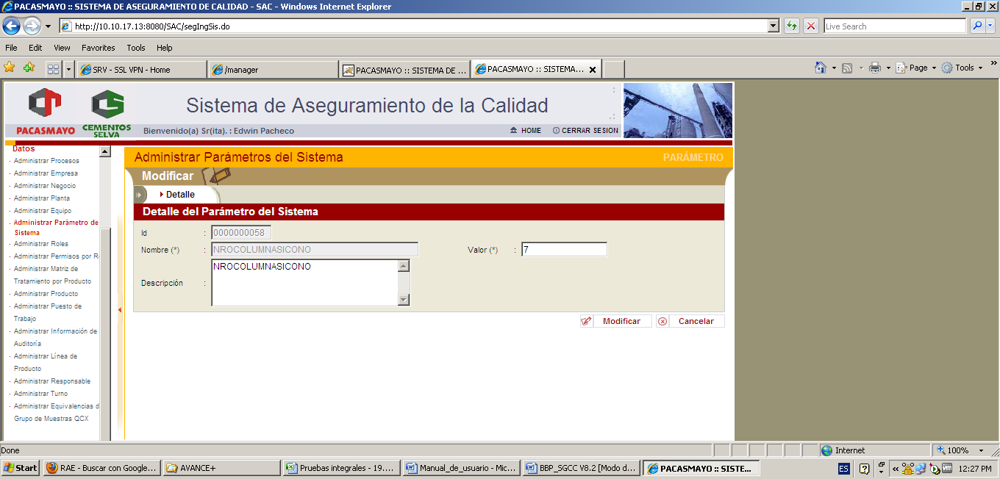 PACASMAYO :: SISTEMA DE ASEGURAMIENTO DE CALIDAD - SAC - Windows Internet Explorer
http://10.10.17.13:8080/SAC/segIngSis.do
Live Search
File Edit View Favorites Tools Help
SRV - SSL VPN - Home
/manager
PACASMAYO :: SISTEMA DE ...
PACASMAYO :: SISTEMA...
Page
Tools
PACASMAYO
CEMENTOS
SELVA
Sistema de Aseguramiento de la Calidad
Bienvenido(a) Sr(ita). : Edwin Pacheco
HOME
CERRAR SESION
Datos
· Administrar Procesos
· Administrar Empresa
· Administrar Negocio
· Administrar Planta
· Administrar Equipo
· Administrar Parámetro de
Sistema
· Administrar Roles
· Administrar Permisos por R
· Administrar Matriz de
Tratamiento por Producto
· Administrar Producto
· Administrar Puesto de
Trabajo
· Administrar Información de
Auditoría
· Administrar Línea de
Producto
· Administrar Responsable
· Administrar Turno
· Administrar Equivalencias d
Grupo de Muestras QCX
Administrar Parámetros del Sistema
PARÁMETRO
Modificar
Detalle
Detalle del Parámetro del Sistema
Id : 0000000058
Nombre (*) : NROCOLUMNASICONO Valor (*) : 7
Descripción : NROCOLUMNASICONO
Modificar
Cancelar
Done
Internet
100%
Start
RAE - Buscar con Google...
AVANCE+
Pruebas integrales - 19....
Manual_de_usuario - Mic...
BBP_SGCC V8.2 [Modo d...
PACASMAYO :: SISTE...
ES
12:27 PM